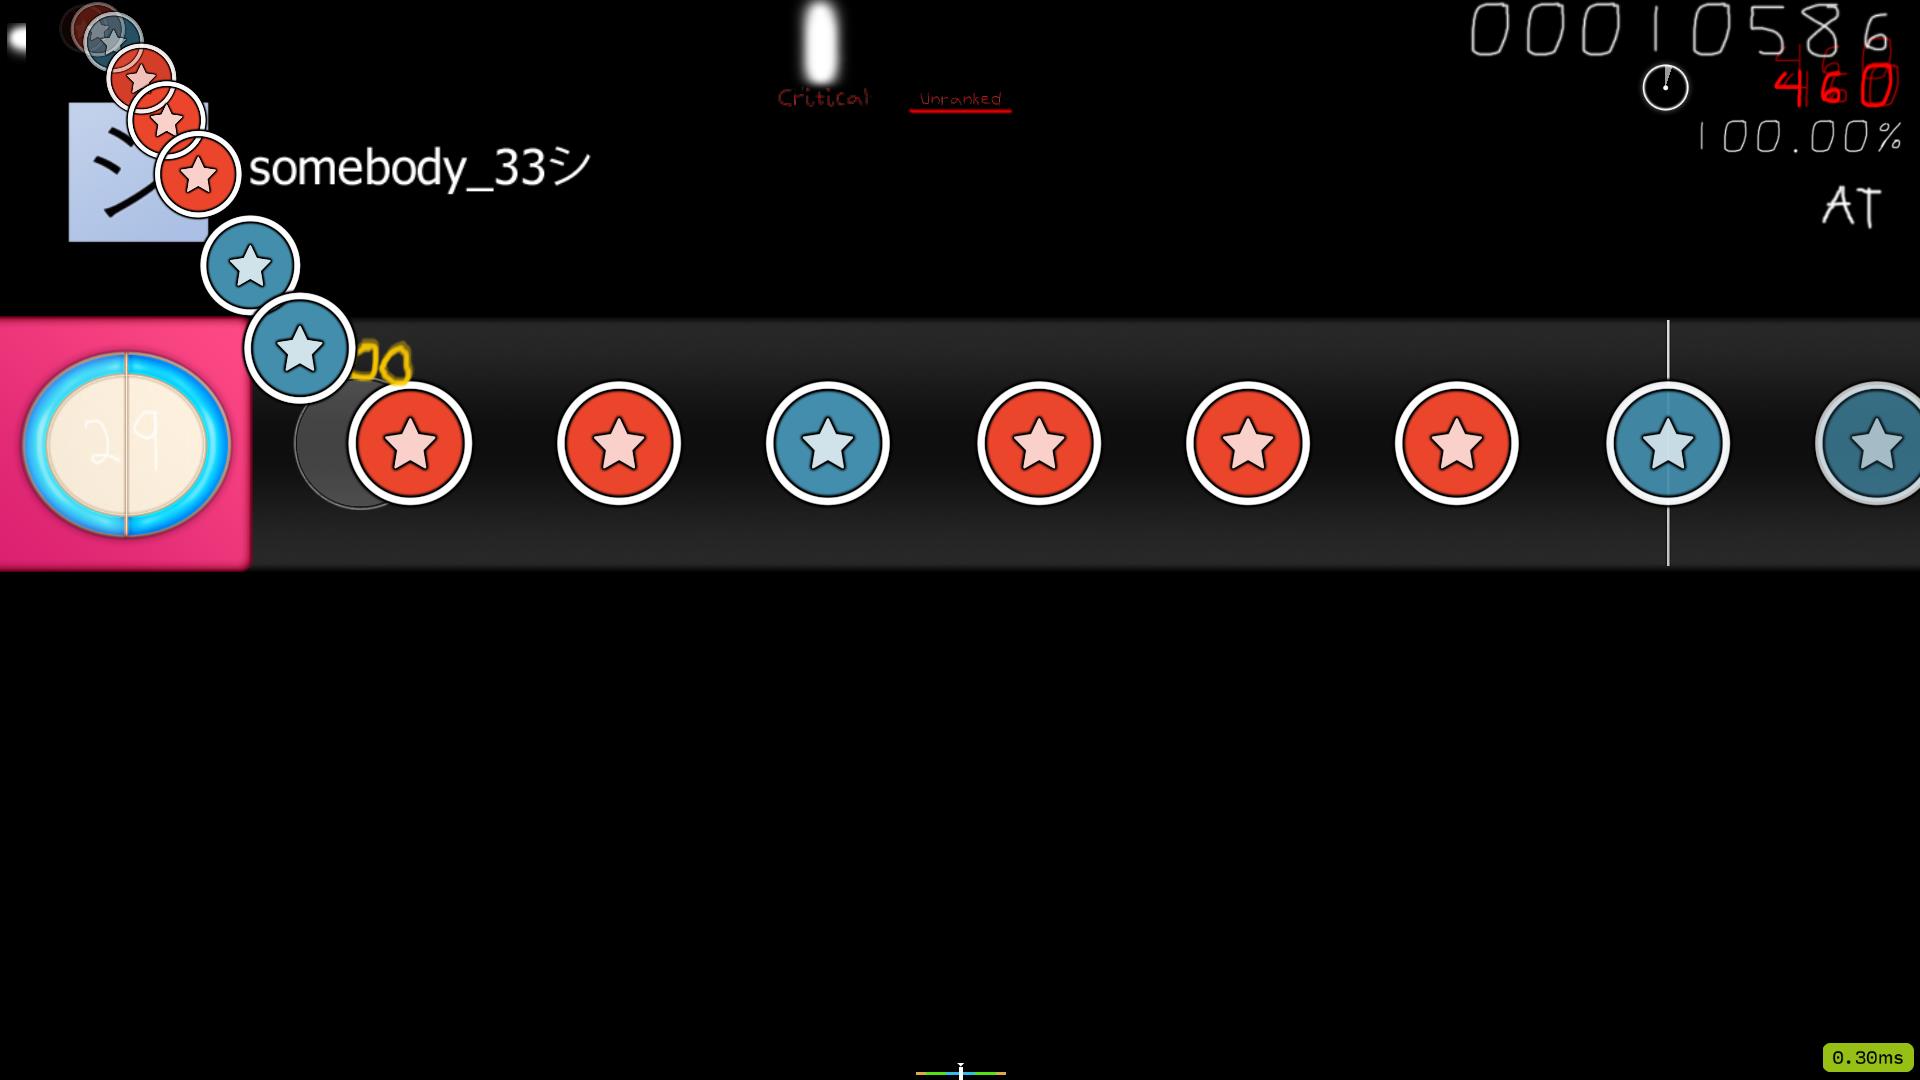 00010586
460
Critical
Unranked
100.00%
シ
somebody_33シ
AT
29
0.30ms